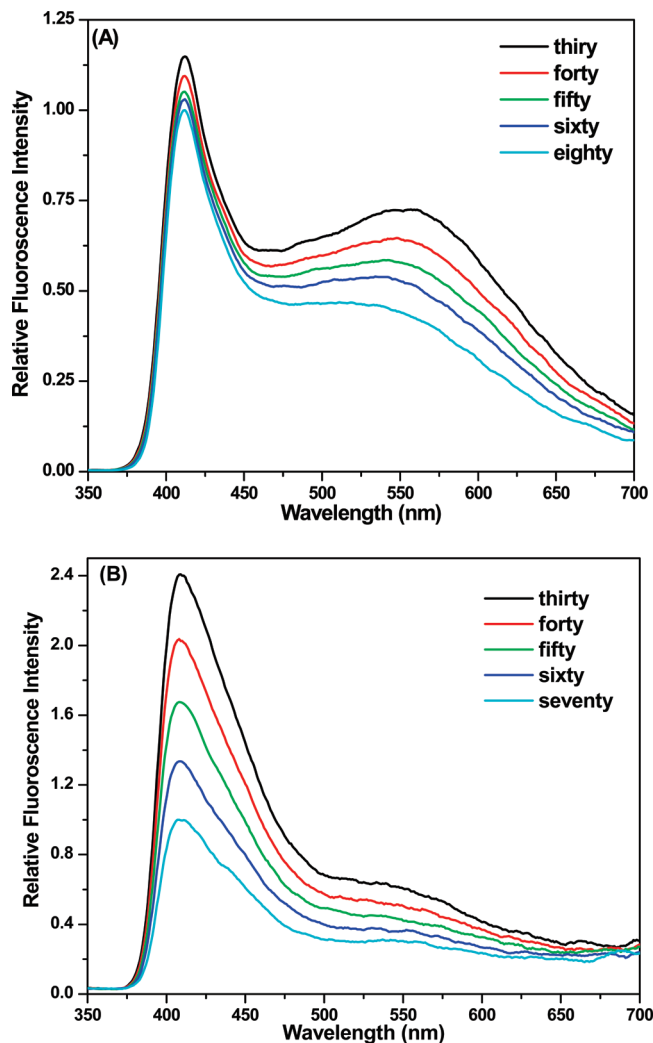 (A)
thiry
forty
fifty
sixty
eighty
Relative Fluoroscence Intensity
1.25
1.00
0.75
0.50
0.25
0.00
350 400 450 500 550 600 650 700
Wavelength (nm)
(B)
thirty
forty
fifty
sixty
seventy
Relative Fluoroscence Intensity
2.4
2.0
1.6
1.2
0.8
0.4
0.0
350 400 450 500 550 600 650 700
Wavelength (nm)